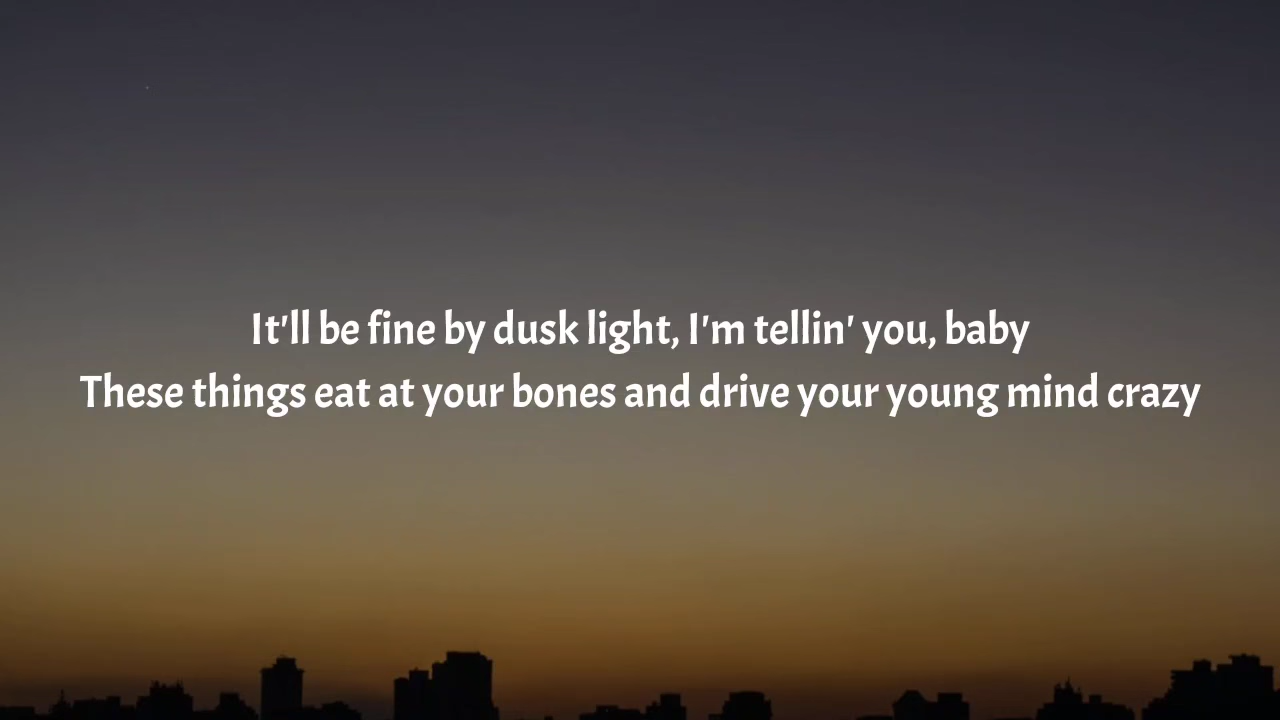 It'll be fine by dusk light, I'm tellin' you, baby
These things eat at your bones and drive your young mind crazy